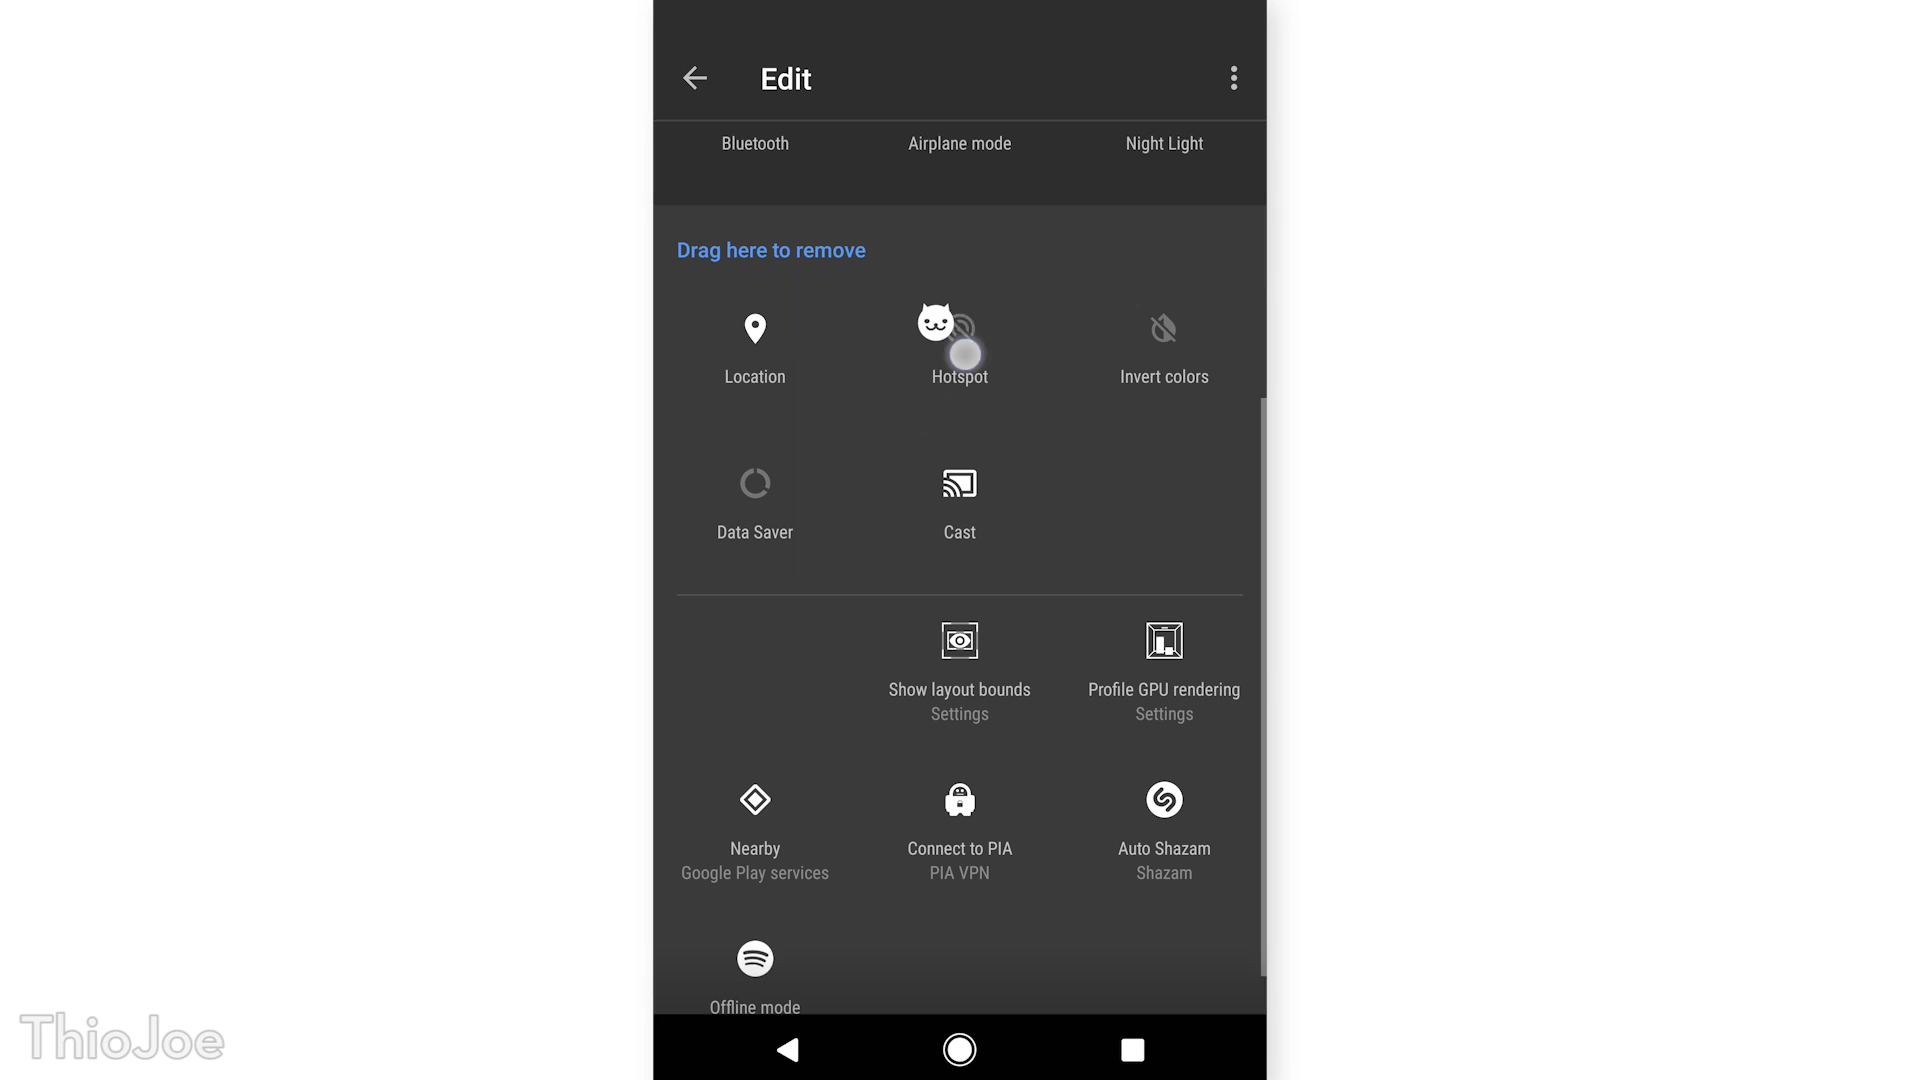 Edit
Bluetooth
Airplane mode
Night Light
Drag here to remove
Location
Hotspot
Invert colors
Data Saver
Cast
Show layout bounds
Settings
Profile GPU rendering
Settings
Nearby
Google Play services
Connect to PIA
PIA VPN
Auto Shazam
Shazam
Offline mode
ThioJoe